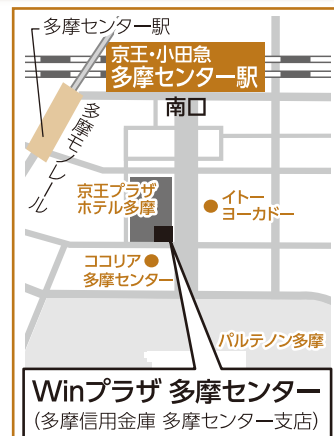 多摩センター駅
京王・小田急
多摩センター駅
南口
多摩モノレール
京王プラザ
ホテル多摩
イトー
ヨーカドー
ココリア
多摩センター
パルテノン多摩
Winプラザ 多摩センター
(多摩信用金庫 多摩センター支店)